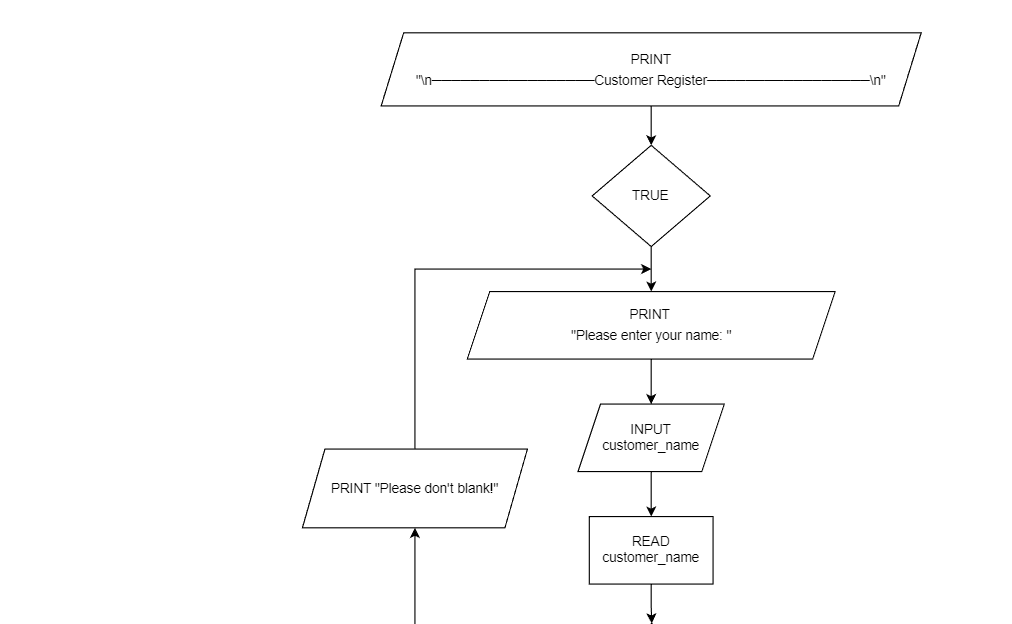 PRINT
"\n——————————————Customer Register——————————————\n"
TRUE
PRINT
"Please enter your name: "
INPUT
customer_name
PRINT "Please don't blank!"
READ
customer_name